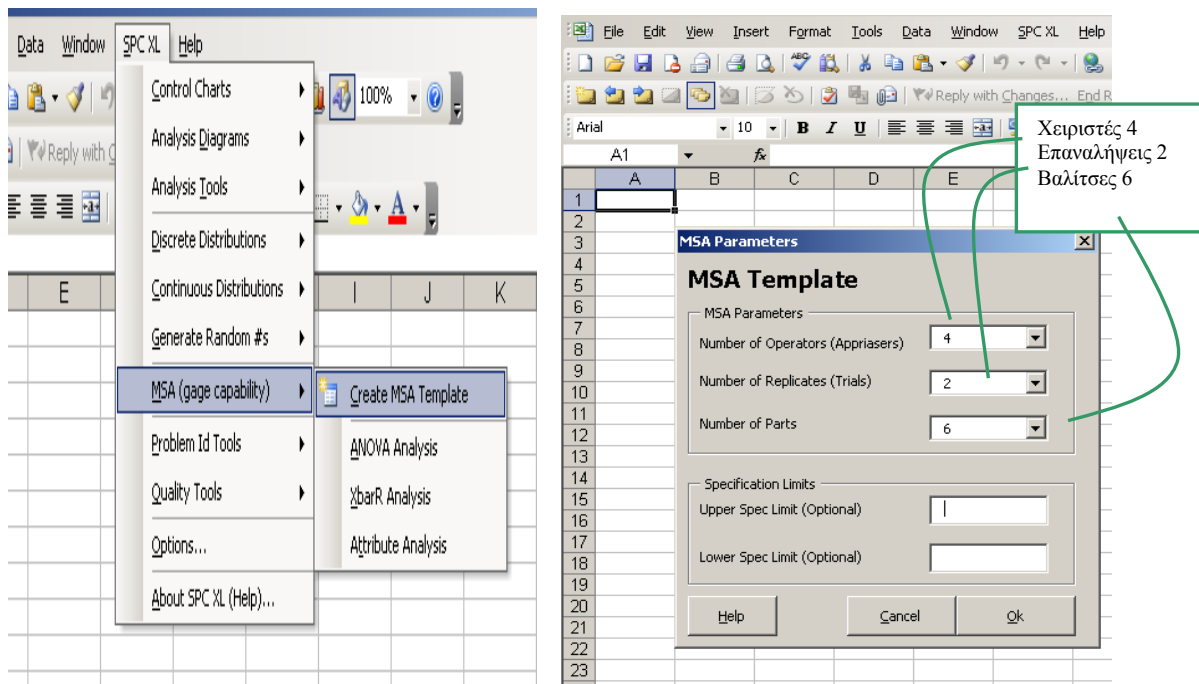 Data Window SPC XL Help
Control Charts
100%
Analysis Diagrams
Reply with
Analysis Tools
Discrete Distributions
Continuous Distributions
E I J K
Generate Random #s
MSA (gage capability)
Create MSA Template
Problem Id Tools
ANOVA Analysis
Quality Tools
XbarR Analysis
Options...
Attribute Analysis
About SPC XL (Help)...
File Edit View Insert Format Tools Data Window SPC XL Help
Reply with Changes... End R
Arial 10 B I U
A1 fx
A B C D E
1
2
3
4
5
6
7
8
9
10
11
12
13
14
15
16
17
18
19
20
21
22
23
Χειριστές 4
Επαναλήψεις 2
Βαλίτσες 6
MSA Parameters
MSA Template
MSA Parameters
Number of Operators (Appriasers) 4
Number of Replicates (Trials) 2
Number of Parts 6
Specification Limits
Upper Spec Limit (Optional)
Lower Spec Limit (Optional)
Help Cancel Ok